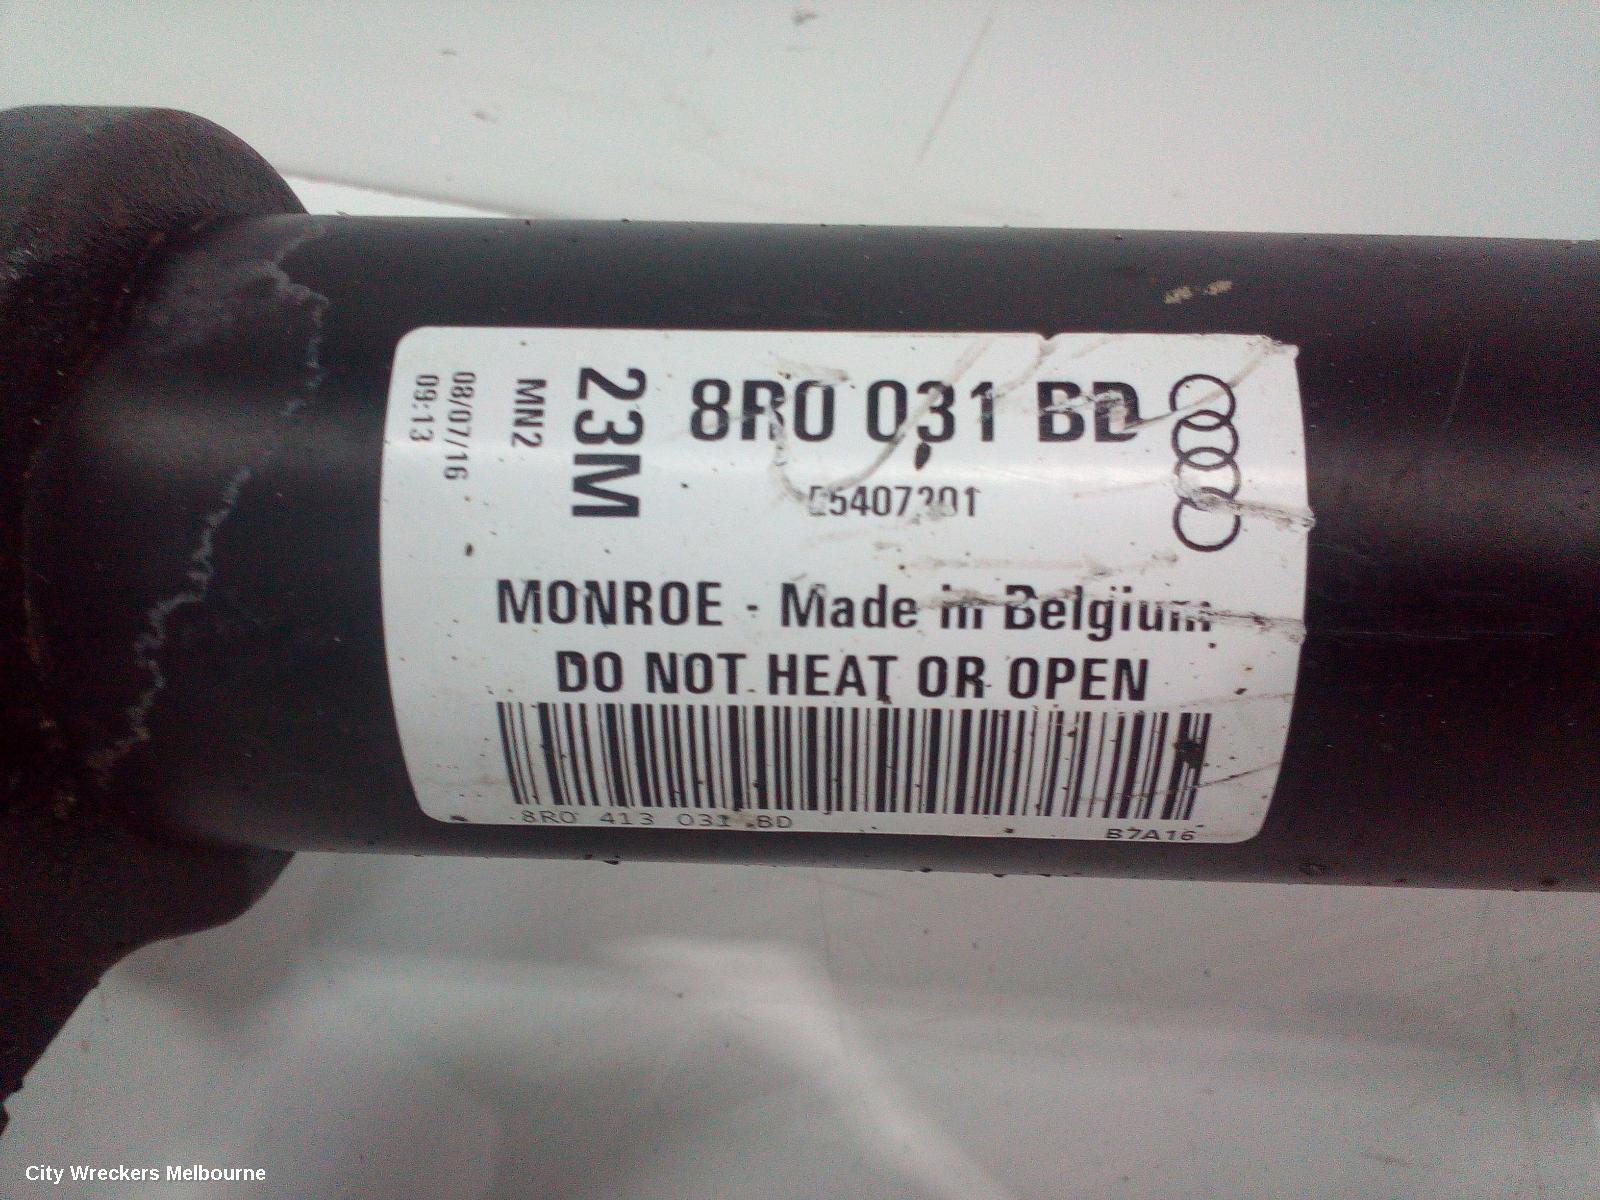 8R0 031 BD
23M
MN2
08/07/16
09:13
MONROE - Made in Belgium
DO NOT HEAT OR OPEN
8R0 413 031 BD
B7A16
City Wreckers Melbourne